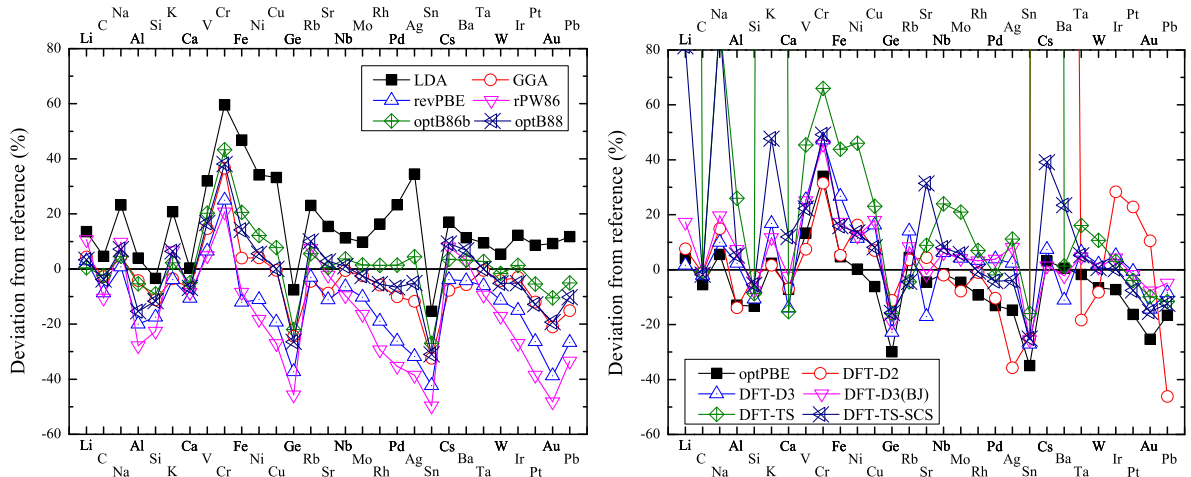 Na K Cr Cu Sr Rh Sn Ta Pt
C Si V Ni Rb Mo Ag Ba Ir Pb
Li Al Ca Fe Ge Nb Pd Cs W Au
80
60
40
20
0
-20
-40
-60
Deviation from reference (%)
LDA GGA
revPBE rPW86
optB86b optB88
Li Al Ca Fe Ge Nb Pd Cs W Au
C Si V Ni Rb Mo Ag Ba Ir Pb
Na K Cr Cu Sr Rh Sn Ta Pt
Na K Cr Cu Sr Rh Sn Ta Pt
C Si V Ni Rb Mo Ag Ba Ir Pb
Li Al Ca Fe Ge Nb Pd Cs W Au
80
60
40
20
0
-20
-40
-60
Deviation from reference (%)
optPBE DFT-D2
DFT-D3 DFT-D3(BJ)
DFT-TS DFT-TS-SCS
Li Al Ca Fe Ge Nb Pd Cs W Au
C Si V Ni Rb Mo Ag Ba Ir Pb
Na K Cr Cu Sr Rh Sn Ta Pt